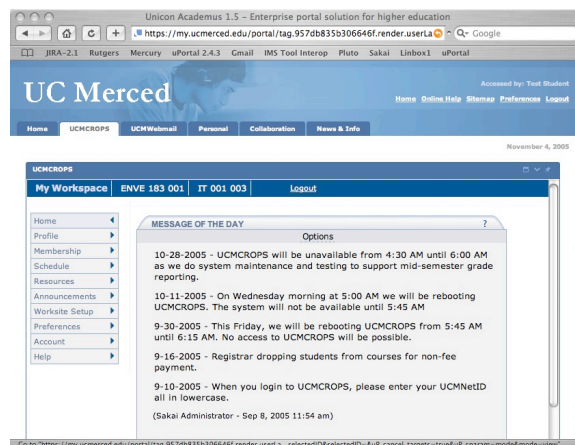 Unicon Academus 1.5 - Enterprise portal solution for higher education
https://my.ucmerced.edu/portal/tag.957db835b306646f.render.userLa
Google
JIRA-2.1 Rutgers Mercury uPortal 2.4.3 Gmail IMS Tool Interop Pluto Sakai Linbox1 uPortal
UC Merced
Accessed by: Test Student
Home Online Help Sitemap Preferences Logout
Home UCMCROPS UCMWebmail Personal Collaboration News & Info
November 4, 2005
UCMCROPS
My Workspace ENVE 183 001 IT 001 003 Logout
Home
Profile
Membership
Schedule
Resources
Announcements
Worksite Setup
Preferences
Account
Help
MESSAGE OF THE DAY ?
Options
10-28-2005 - UCMCROPS will be unavailable from 4:30 AM until 6:00 AM
as we do system maintenance and testing to support mid-semester grade
reporting.
10-11-2005 - On Wednesday morning at 5:00 AM we will be rebooting
UCMCROPS. The system will not be available until 5:45 AM
9-30-2005 - This Friday, we will be rebooting UCMCROPS from 5:45 AM
until 6:15 AM. No access to UCMCROPS will be possible.
9-16-2005 - Registrar dropping students from courses for non-fee
payment.
9-10-2005 - When you login to UCMCROPS, please enter your UCMNetID
all in lowercase.
(Sakai Administrator - Sep 8, 2005 11:54 am)